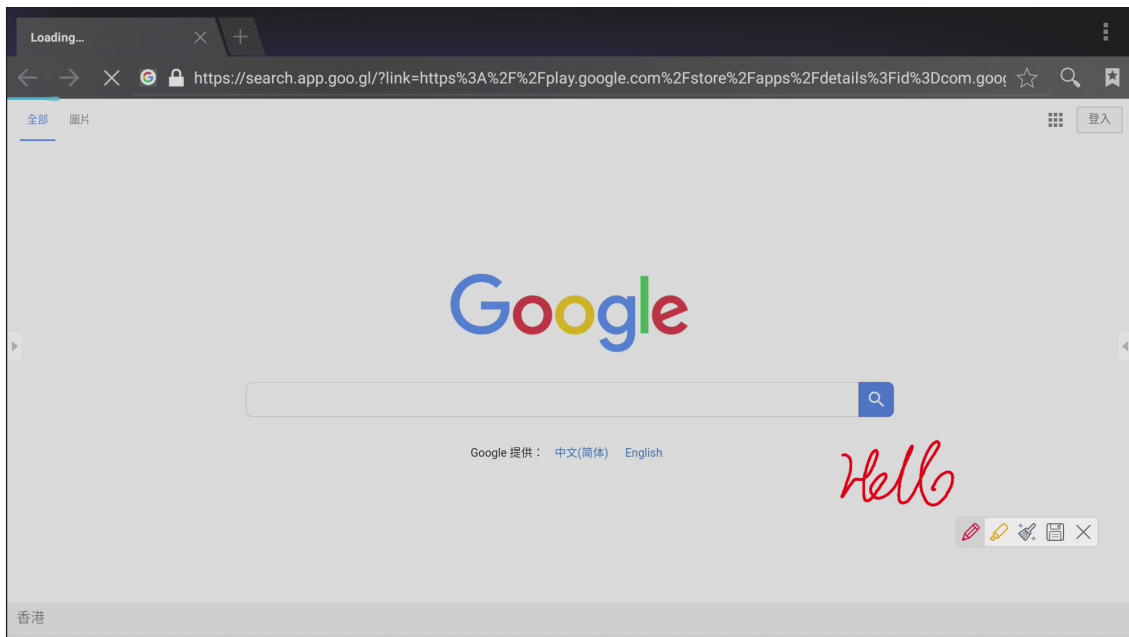 Loading...
https://search.app.goo.gl/?link=https%3A%2F%2Fplay.google.com%2Fstore%2Fapps%2Fdetails%3Fid%3Dcom.goog
全部 圖片 登入
Google
Google 提供： 中文(简体) English
Hello
香港